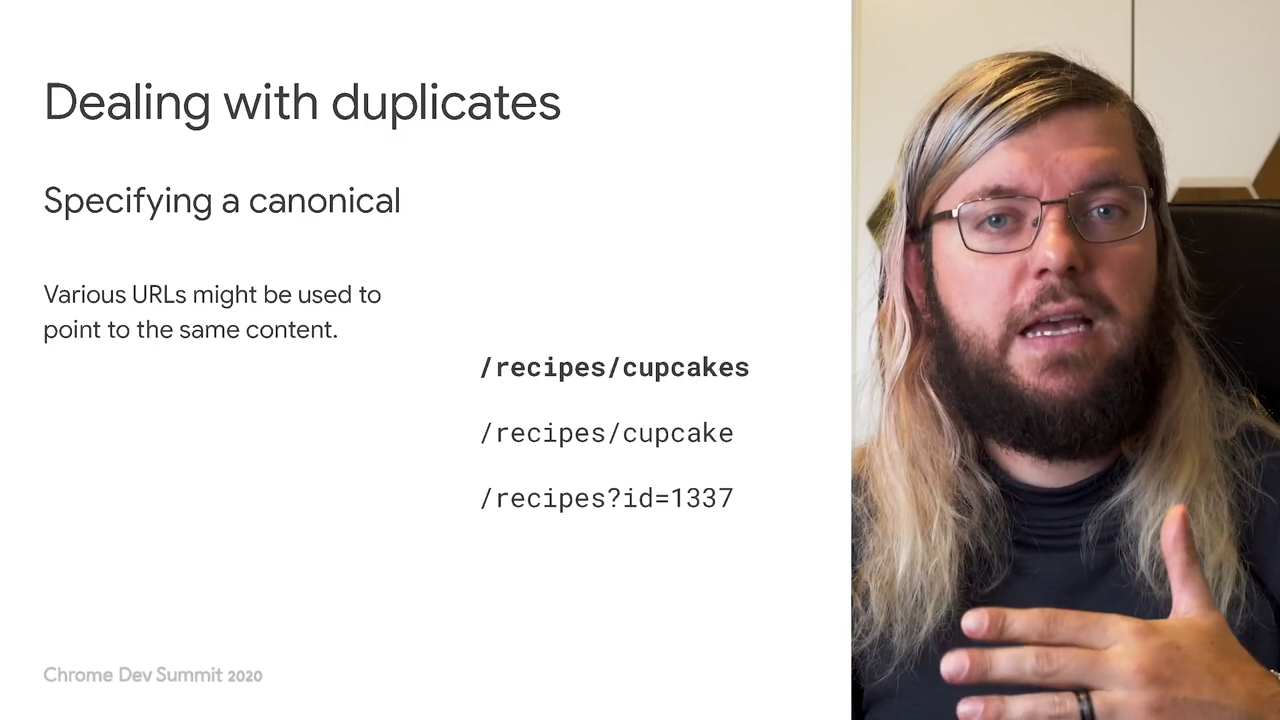 Dealing with duplicates
Specifying a canonical
Various URLs might be used to
point to the same content.
/recipes/cupcakes
/recipes/cupcake
/recipes?id=1337
Chrome Dev Summit 2020